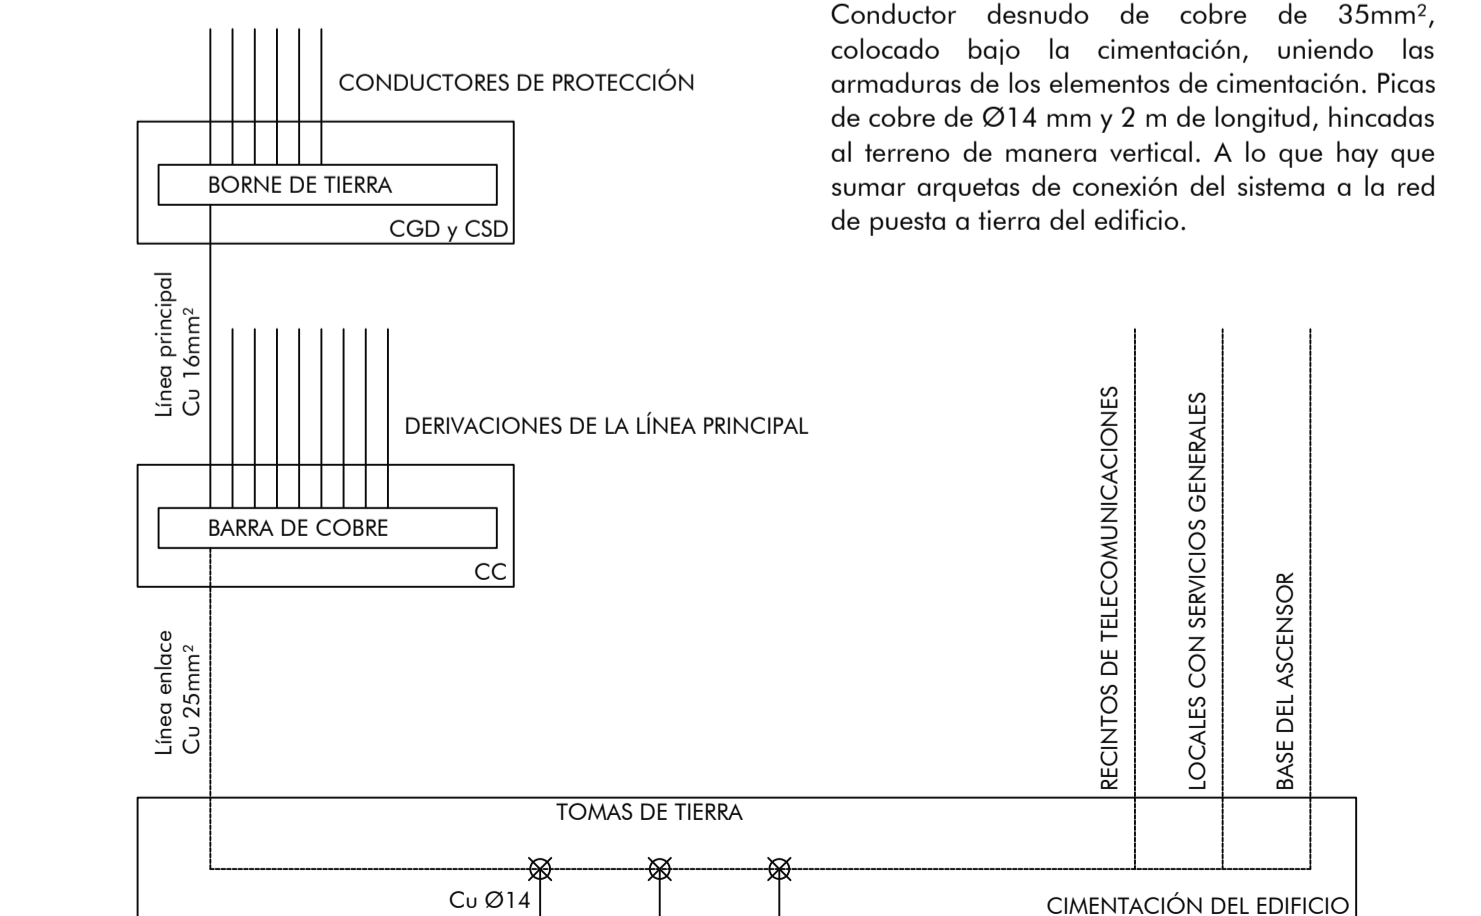 Conductor desnudo de cobre de 35mm²,
colocado bajo la cimentación, uniendo las
armaduras de los elementos de cimentación. Picas
de cobre de Ø14 mm y 2 m de longitud, hincadas
al terreno de manera vertical. A lo que hay que
sumar arquetas de conexión del sistema a la red
de puesta a tierra del edificio.
CONDUCTORES DE PROTECCIÓN
BORNE DE TIERRA
CGD y CSD
Línea principal
Cu 16mm²
DERIVACIONES DE LA LÍNEA PRINCIPAL
BARRA DE COBRE
CC
Línea enlace
Cu 25mm²
RECINTOS DE TELECOMUNICACIONES
LOCALES CON SERVICIOS GENERALES
BASE DEL ASCENSOR
TOMAS DE TIERRA
Cu Ø14
CIMENTACIÓN DEL EDIFICIO